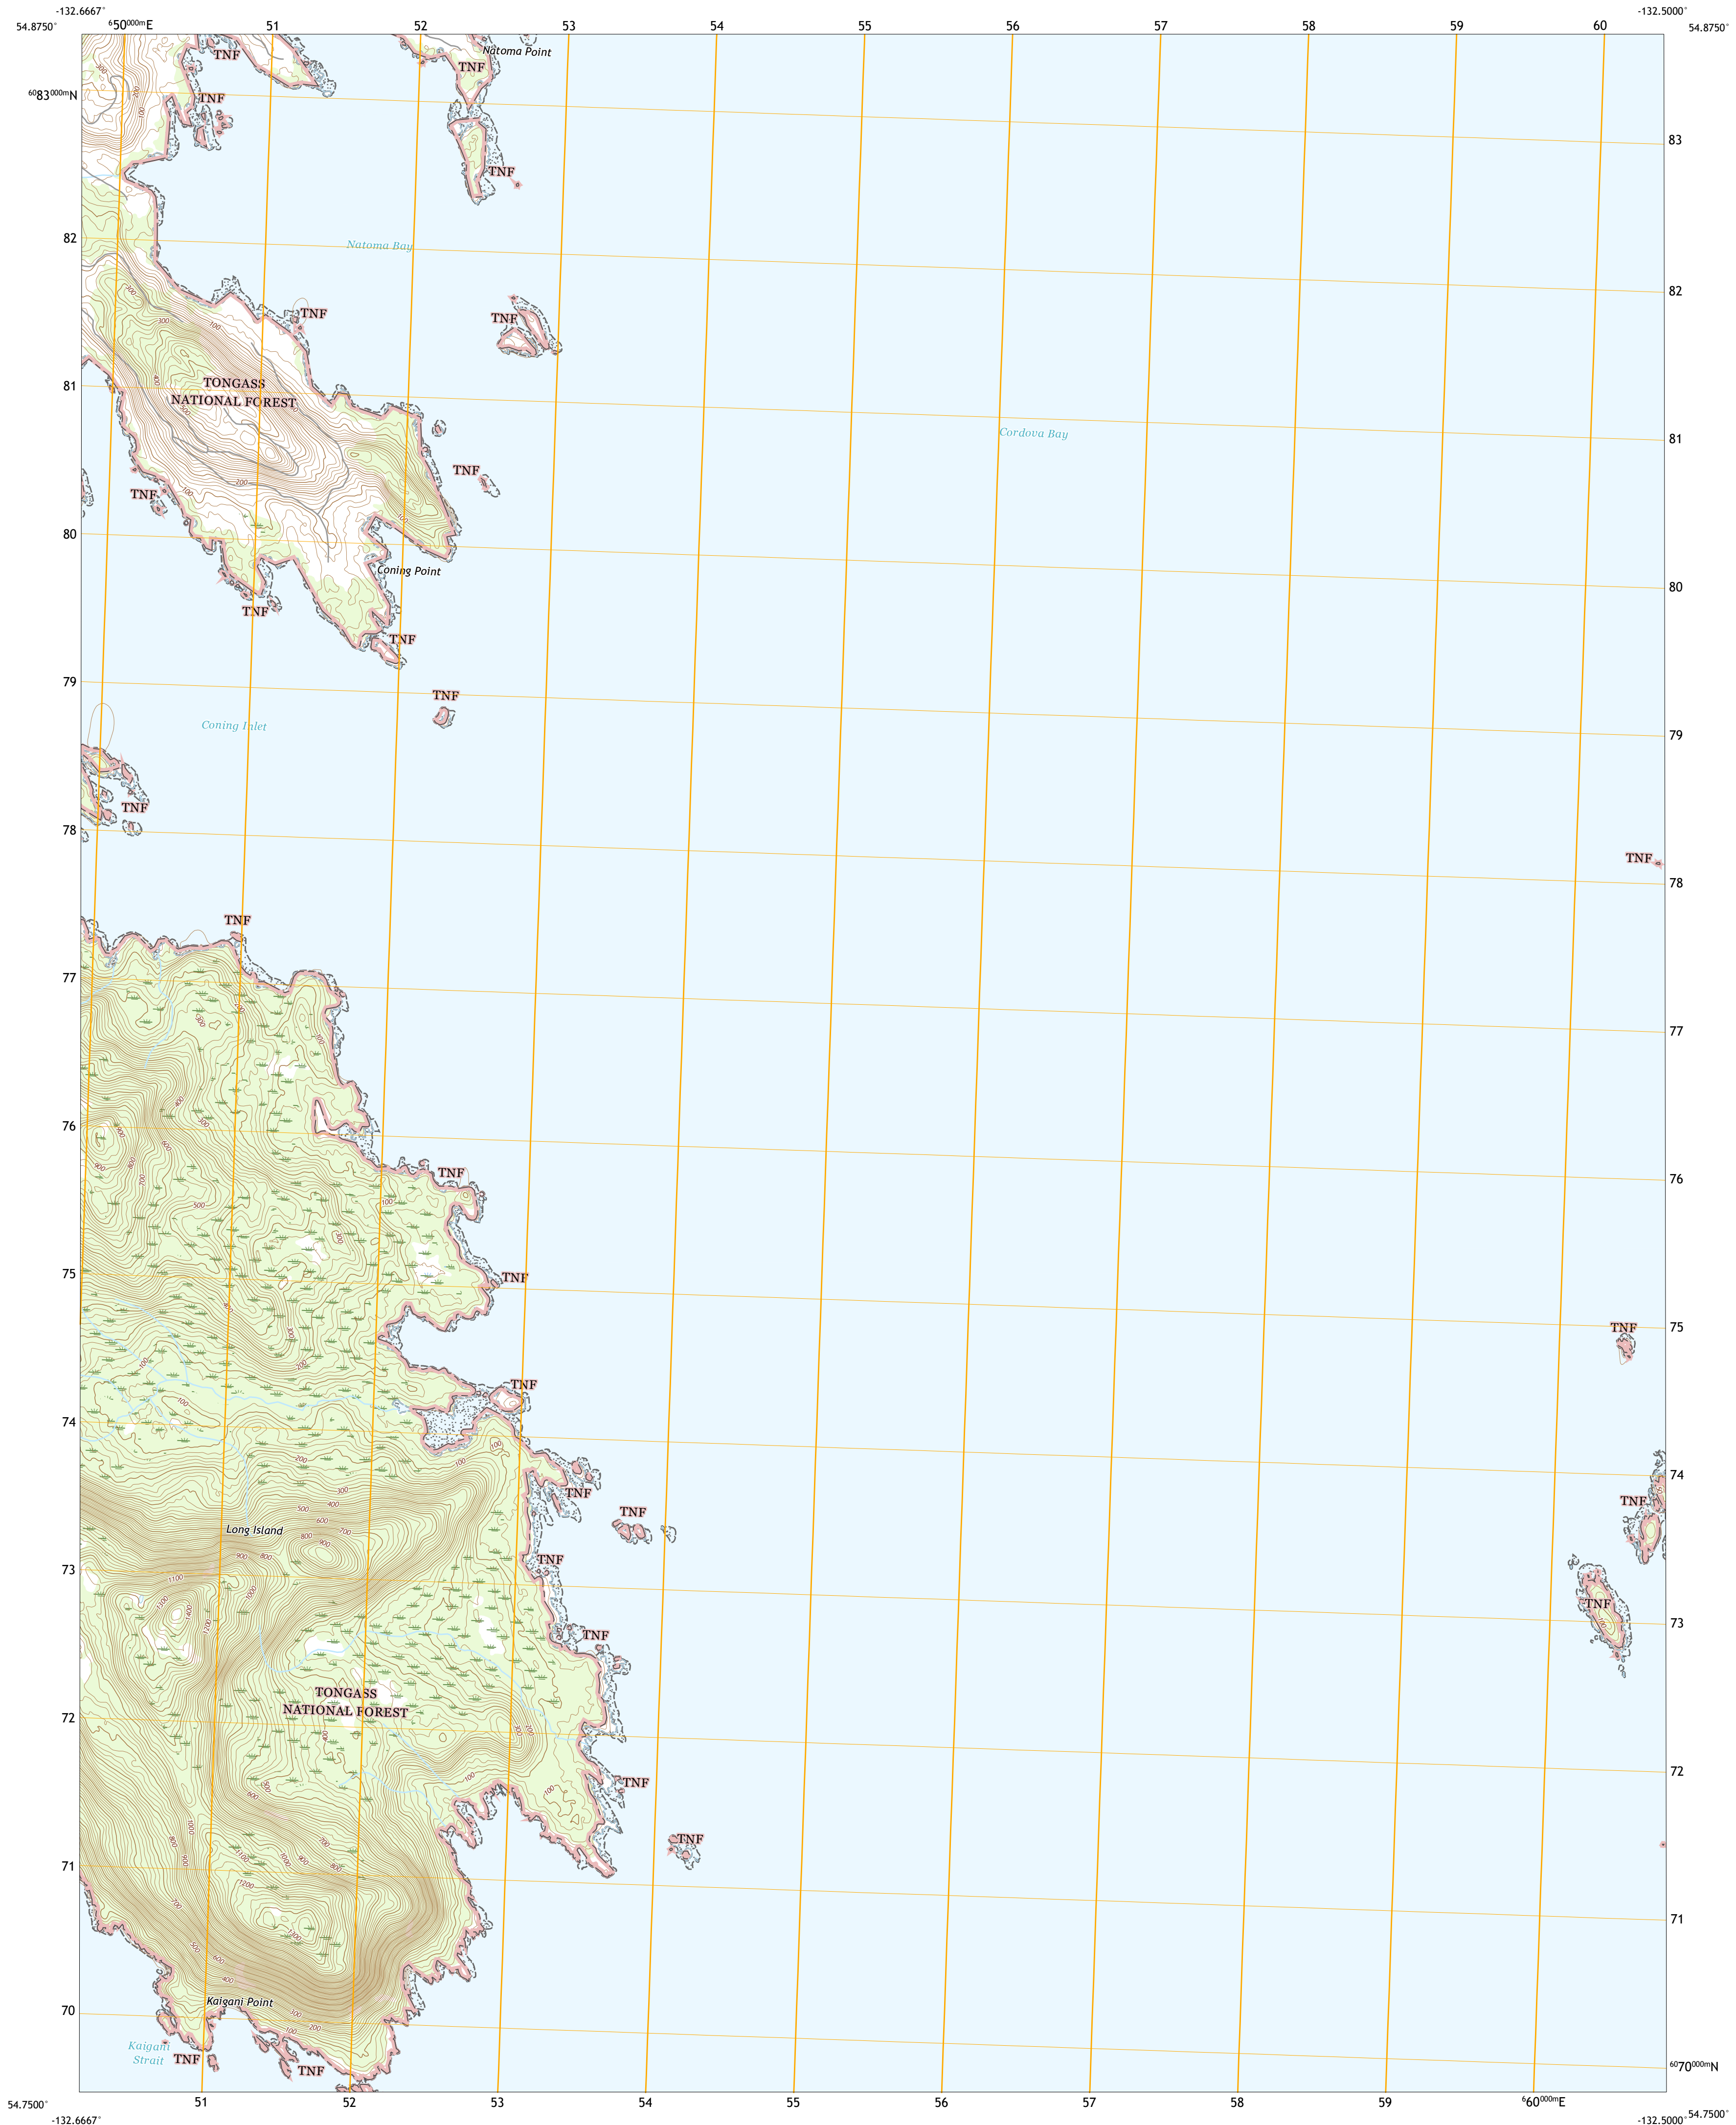 -132.6667°
-132.5000°
54.8750°
650000mE 51 52 53 54 55 56 57 58 59 60
54.8750°
Natoma Point
TNF
TNF
6083000mN
TNF
83
TNF
82
Natoma Bay
82
TNF
TNF
81
TONGASS
NATIONAL FOREST
Cordova Bay
81
TNF
TNF
80
Coning Point
80
TNF
TNF
79
TNF
Coning Inlet
79
TNF
78
TNF
78
TNF
77
77
76
TNF
76
75
TNF
75
TNF
TNF
74
74
TNF
TNF
TNF
Long Island
TNF
73
TNF
73
TNF
TONGASS
NATIONAL FOREST
72
72
TNF
TNF
71
71
Kaigani Point
70
Kaigani
Strait
TNF
TNF
6070000mN
54.7500°
51 52 53 54 55 56 57 58 59 660000mE
54.7500°
-132.6667°
-132.5000°